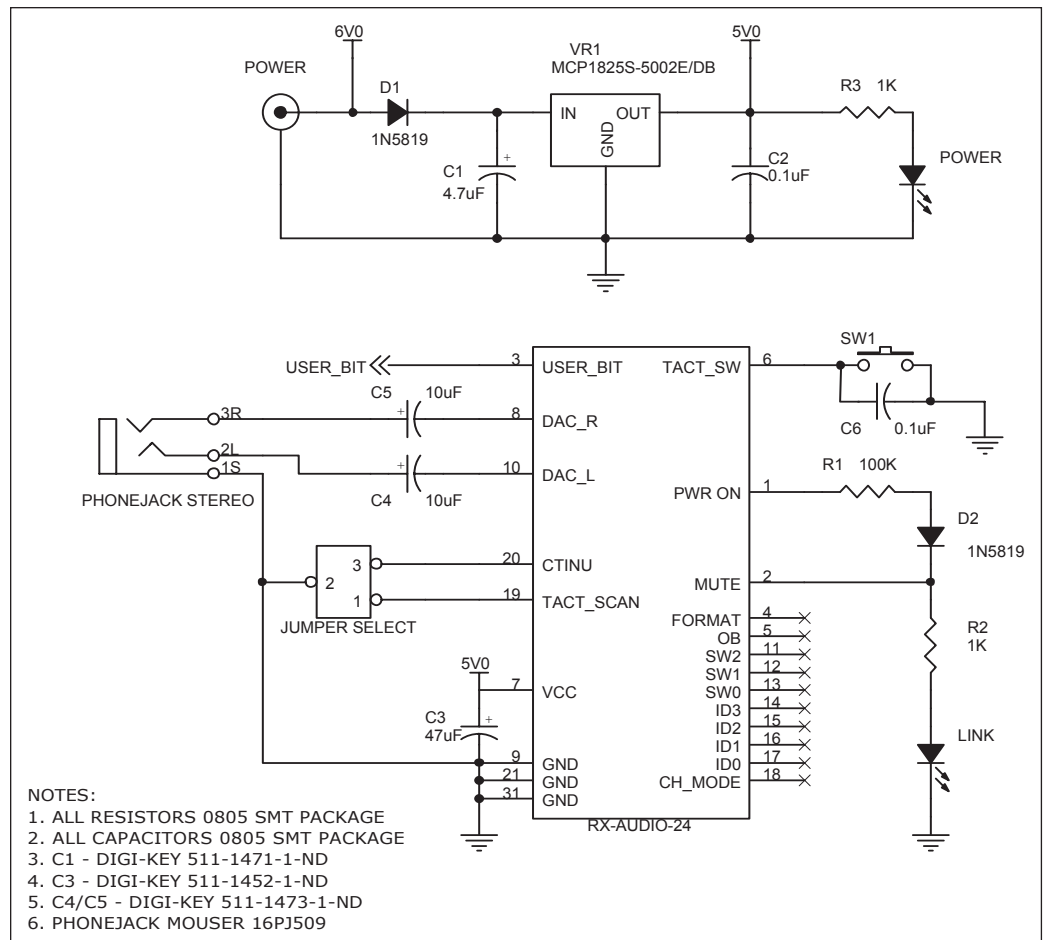 6V0
5V0
POWER
D1
1N5819
VR1
MCP1825S-5002E/DB
IN
OUT
GND
R3 1K
C1
4.7uF
+
C2
0.1uF
POWER
USER_BIT
3
USER_BIT
TACT_SW
6
SW1
C5
10uF
+
3R
8
DAC_R
C6
0.1uF
2L
+
10
DAC_L
1S
C4
10uF
PHONEJACK STEREO
R1 100K
PWR ON
1
D2
1N5819
3
20
CTINU
2
1
19
TACT_SCAN
JUMPER SELECT
MUTE
2
FORMAT
4
OB
5
SW2
11
SW1
12
SW0
13
ID3
14
ID2
15
ID1
16
ID0
17
CH_MODE
18
R2
1K
5V0
7
VCC
C3
47uF
+
9
GND
21
GND
31
GND
LINK
RX-AUDIO-24
NOTES:
1. ALL RESISTORS 0805 SMT PACKAGE
2. ALL CAPACITORS 0805 SMT PACKAGE
3. C1 - DIGI-KEY 511-1471-1-ND
4. C3 - DIGI-KEY 511-1452-1-ND
5. C4/C5 - DIGI-KEY 511-1473-1-ND
6. PHONEJACK MOUSER 16PJ509